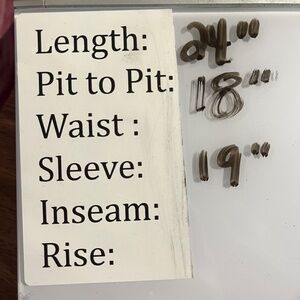 Length: 24"
Pit to Pit: 18"
Waist :
Sleeve: 19"
Inseam:
Rise: